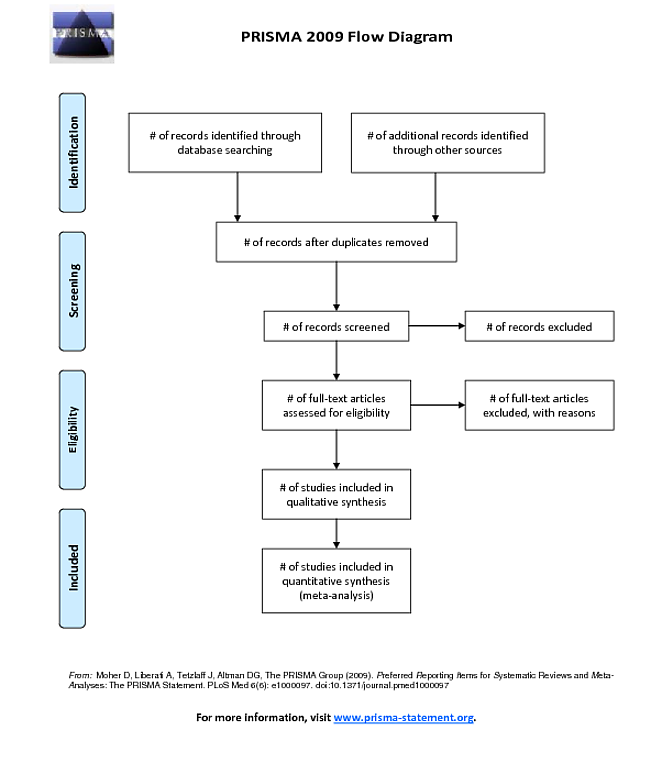 PRISMA
PRISMA 2009 Flow Diagram
Identification
# of records identified through
database searching
# of additional records identified
through other sources
# of records after duplicates removed
Screening
# of records screened
# of records excluded
Eligibility
# of full-text articles
assessed for eligibility
# of full-text articles
excluded, with reasons
# of studies included in
qualitative synthesis
Included
# of studies included in
quantitative synthesis
(meta-analysis)
From: Moher D, Liberati A, Tetzlaff J, Altman DG, The PRISMA Group (2009). Preferred Reporting Items for Systematic Reviews and Meta-
Analyses: The PRISMA Statement. PLoS Med 6(6): e1000097. doi:10.1371/journal.pmed1000097
For more information, visit www.prisma-statement.org.